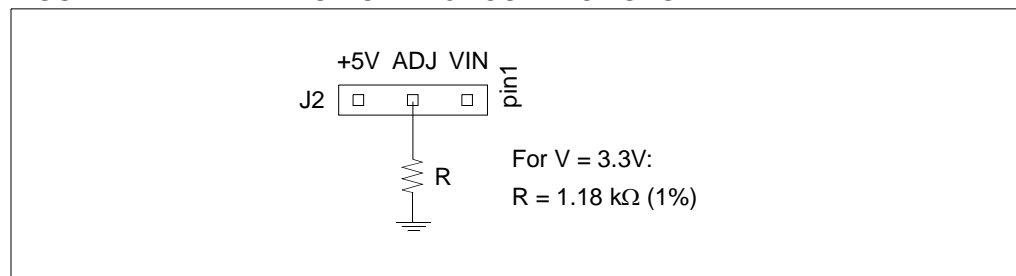 +5V ADJ VIN
pin1
J2
R
For V = 3.3V:
R = 1.18 kΩ (1%)